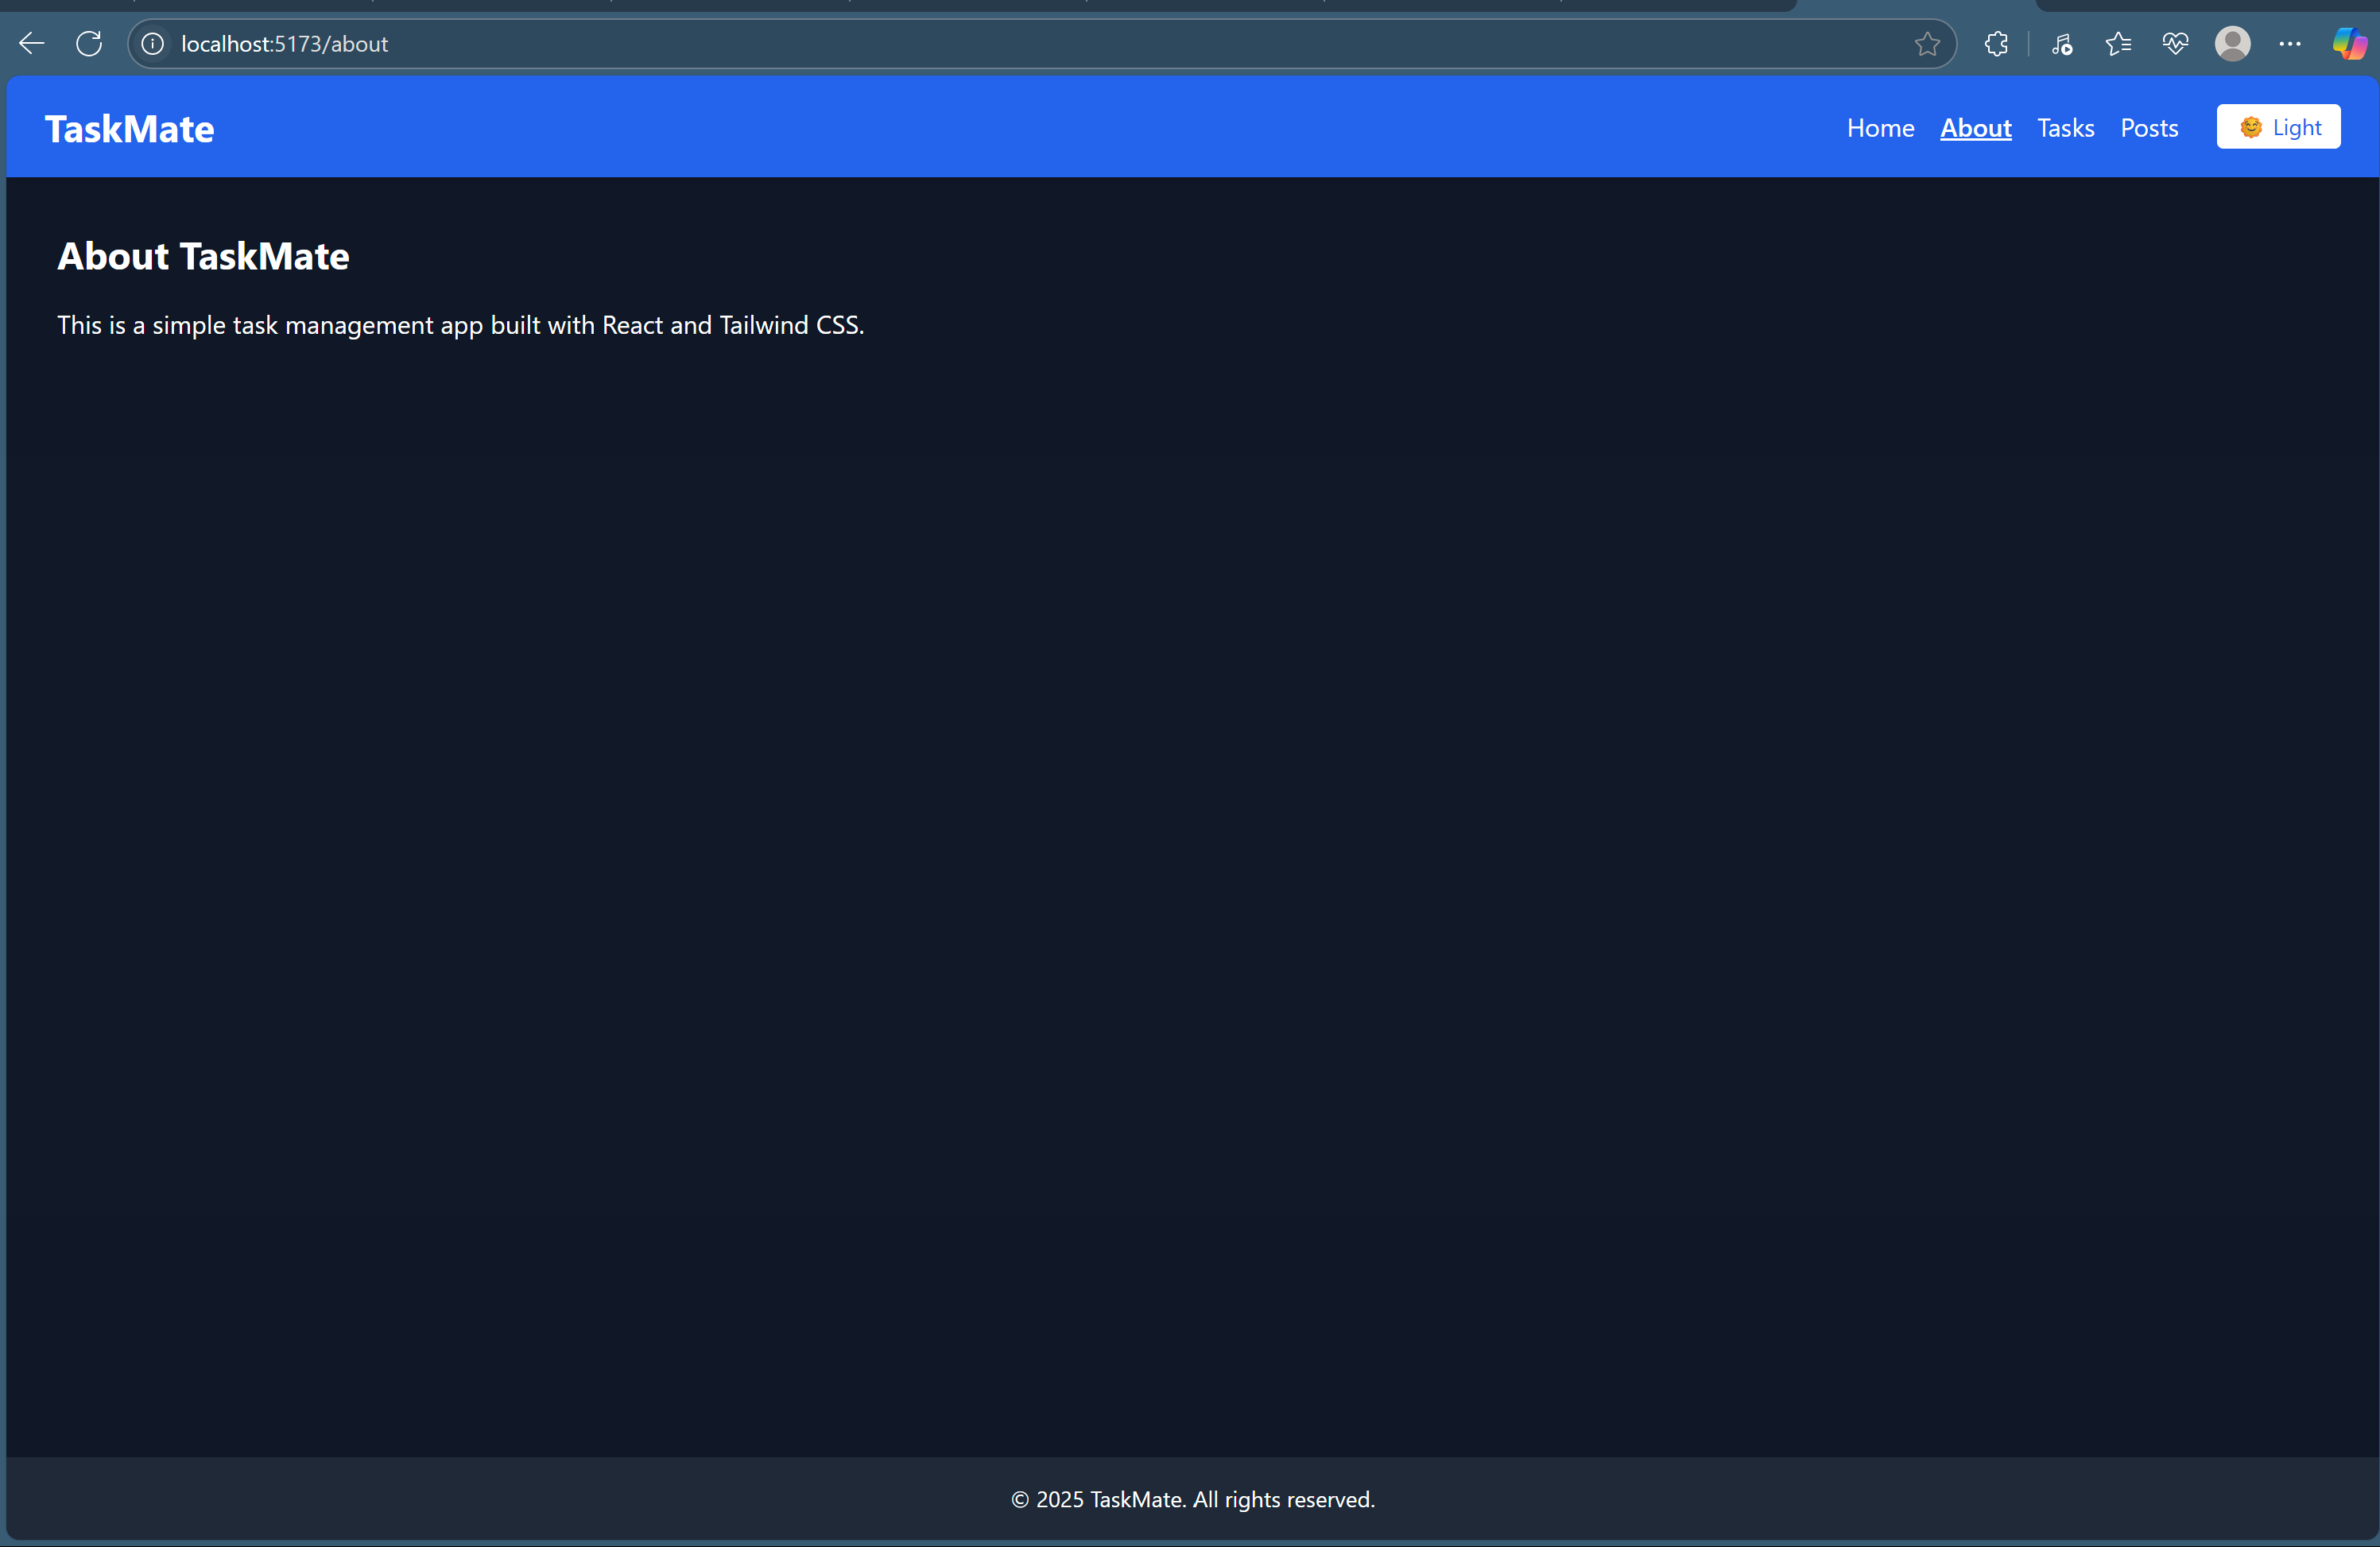 localhost:5173/about
TaskMate
Home About Tasks Posts 🌞 Light
About TaskMate
This is a simple task management app built with React and Tailwind CSS.
© 2025 TaskMate. All rights reserved.